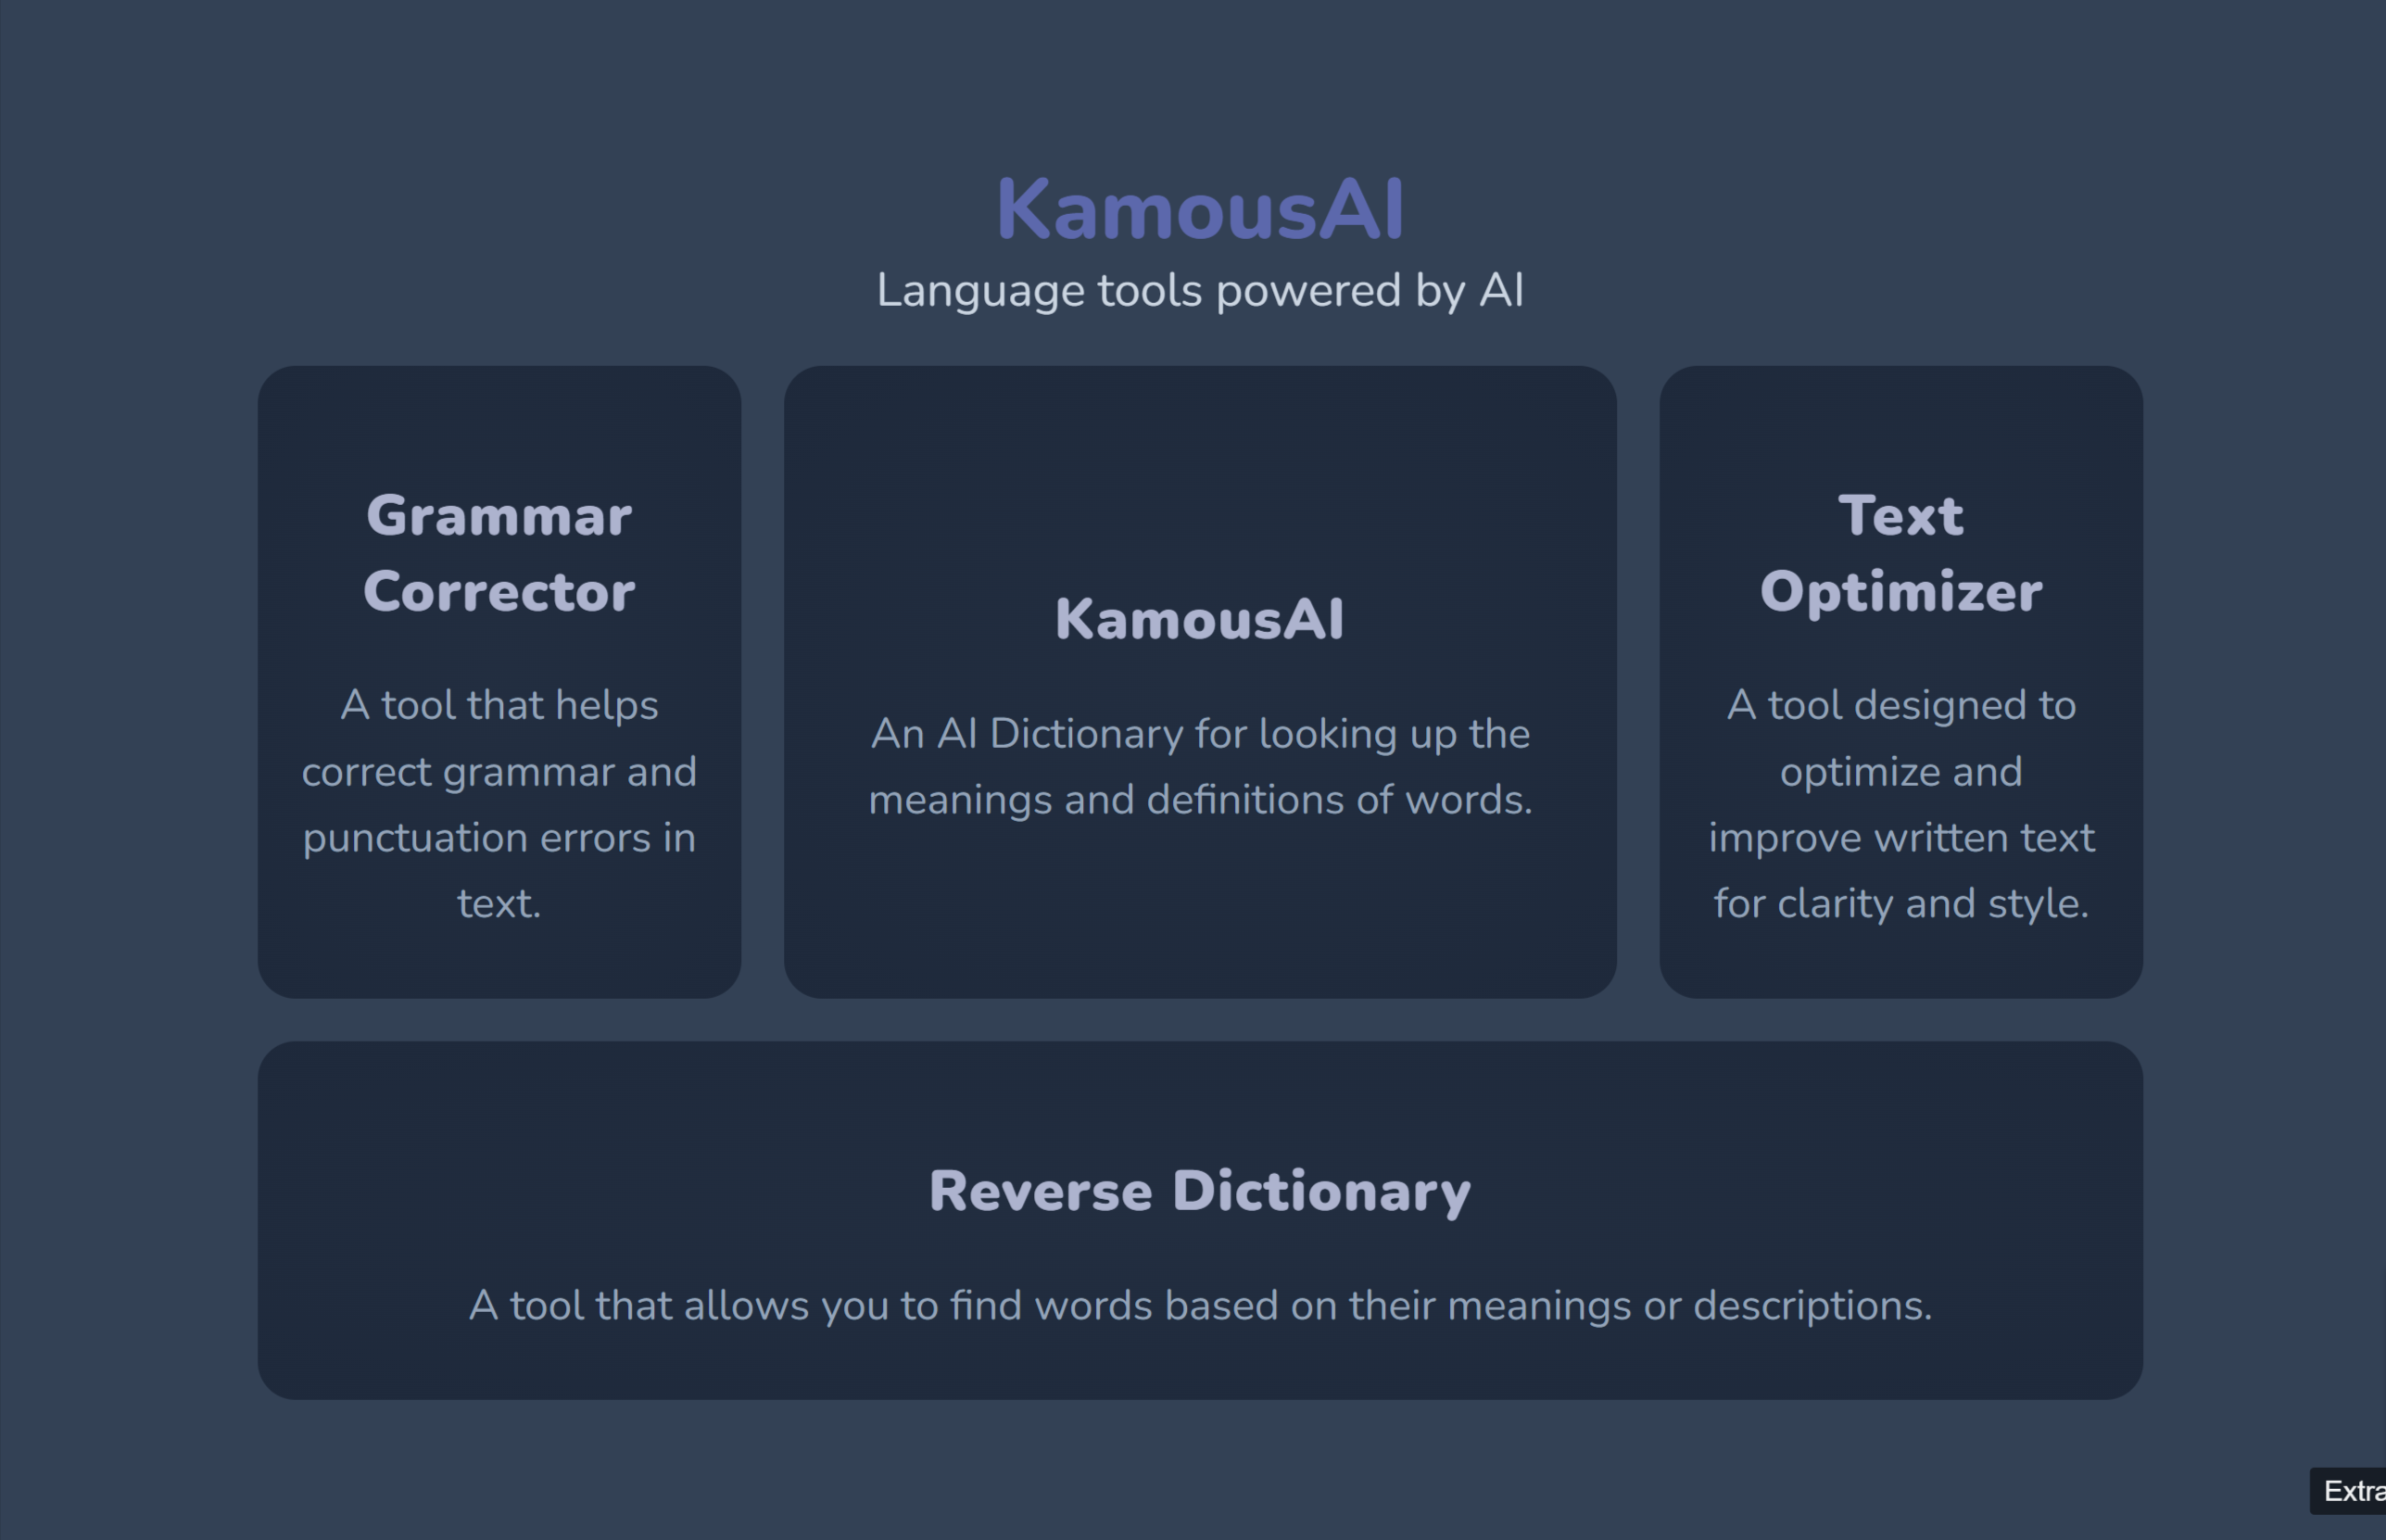 KamousAI
Language tools powered by AI
Grammar
Corrector
A tool that helps
correct grammar and
punctuation errors in
text.
KamousAI
An AI Dictionary for looking up the
meanings and definitions of words.
Text
Optimizer
A tool designed to
optimize and
improve written text
for clarity and style.
Reverse Dictionary
A tool that allows you to find words based on their meanings or descriptions.